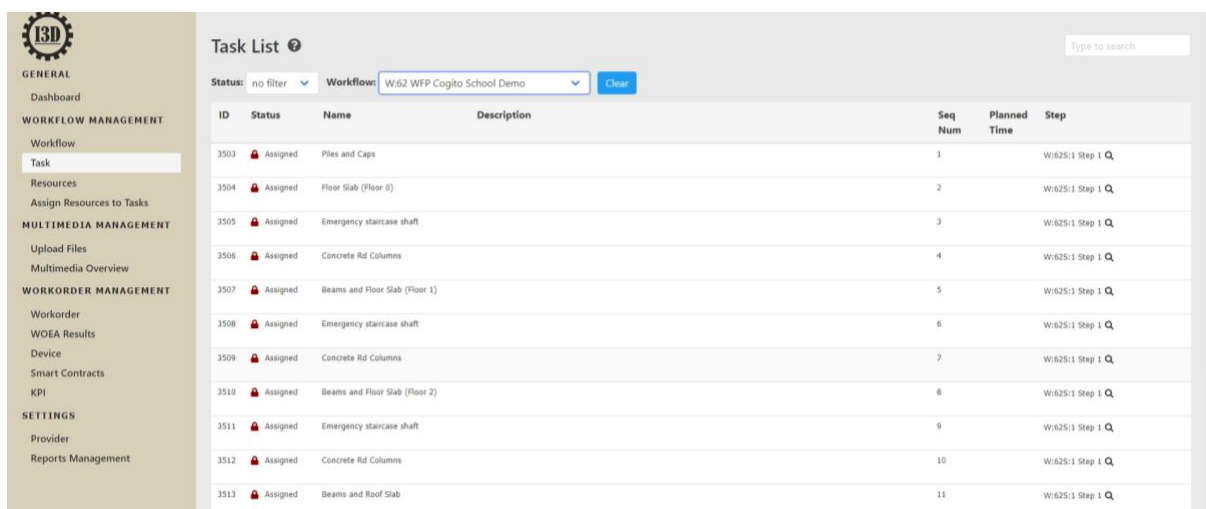 I3D
GENERAL
Dashboard
WORKFLOW MANAGEMENT
Workflow
Task
Resources
Assign Resources to Tasks
MULTIMEDIA MANAGEMENT
Upload Files
Multimedia Overview
WORKORDER MANAGEMENT
Workorder
WOEA Results
Device
Smart Contracts
KPI
SETTINGS
Provider
Reports Management
Task List ?
Type to search
Status: no filter Workflow: W:62 WFP Cogito School Demo Clear
ID Status Name Description Seq Num Planned Time Step
3503 Assigned Piles and Caps 1 W:62S:1 Step 1
3504 Assigned Floor Slab (Floor 0) 2 W:62S:1 Step 1
3505 Assigned Emergency staircase shaft 3 W:62S:1 Step 1
3506 Assigned Concrete Rd Columns 4 W:62S:1 Step 1
3507 Assigned Beams and Floor Slab (Floor 1) 5 W:62S:1 Step 1
3508 Assigned Emergency staircase shaft 6 W:62S:1 Step 1
3509 Assigned Concrete Rd Columns 7 W:62S:1 Step 1
3510 Assigned Beams and Floor Slab (Floor 2) 8 W:62S:1 Step 1
3511 Assigned Emergency staircase shaft 9 W:62S:1 Step 1
3512 Assigned Concrete Rd Columns 10 W:62S:1 Step 1
3513 Assigned Beams and Roof Slab 11 W:62S:1 Step 1